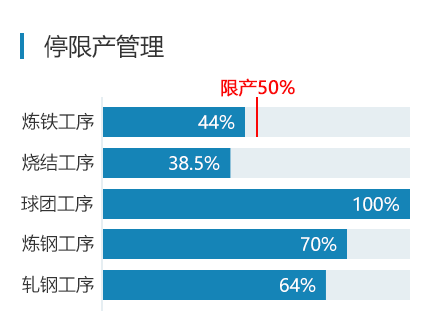 停限产管理
限产50%
炼铁工序 44%
烧结工序 38.5%
球团工序 100%
炼钢工序 70%
轧钢工序 64%